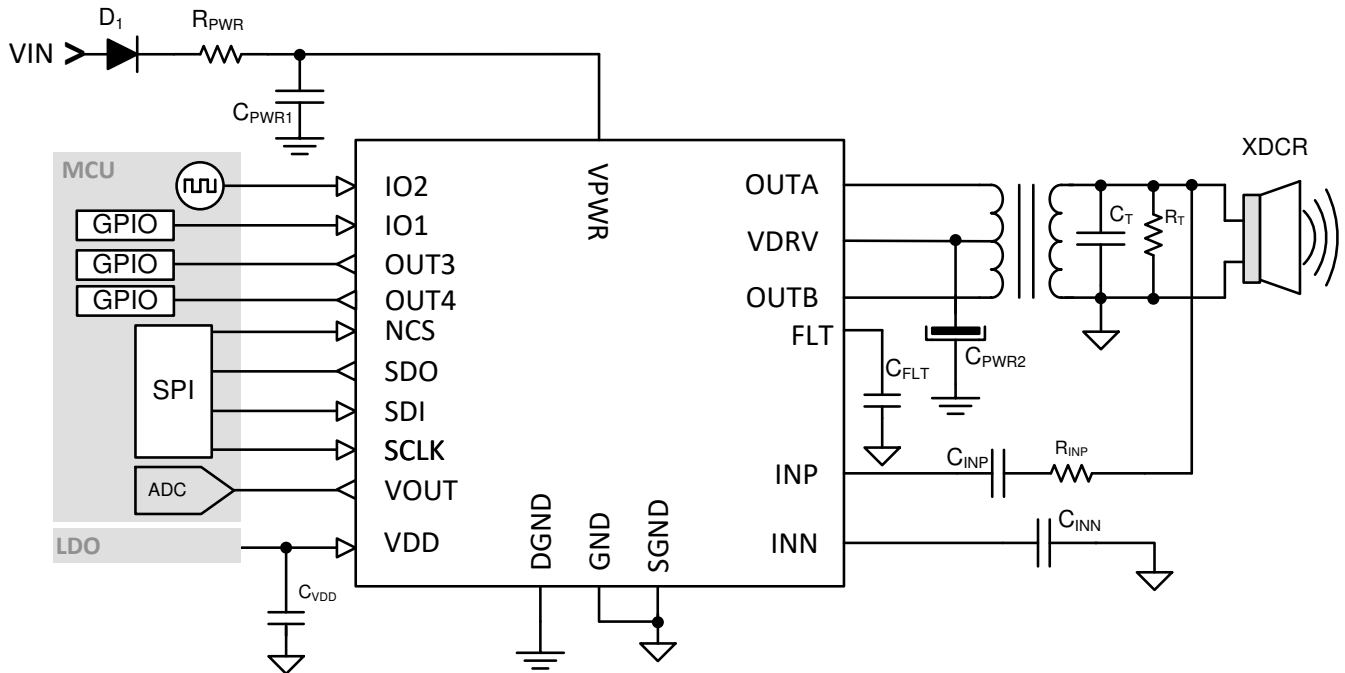 D1
RPWR
VIN
CPWR1
XDCR
MCU
VPWR
IO2
OUTA
GPIO
IO1
CT
RT
GPIO
OUT3
VDRV
GPIO
OUT4
OUTB
NCS
FLT
SPI
SDO
CFLT
CPWR2
SDI
SCLK
CINP
RINP
INP
ADC
VOUT
DGND
GND
SGND
CINN
LDO
VDD
INN
CVDD